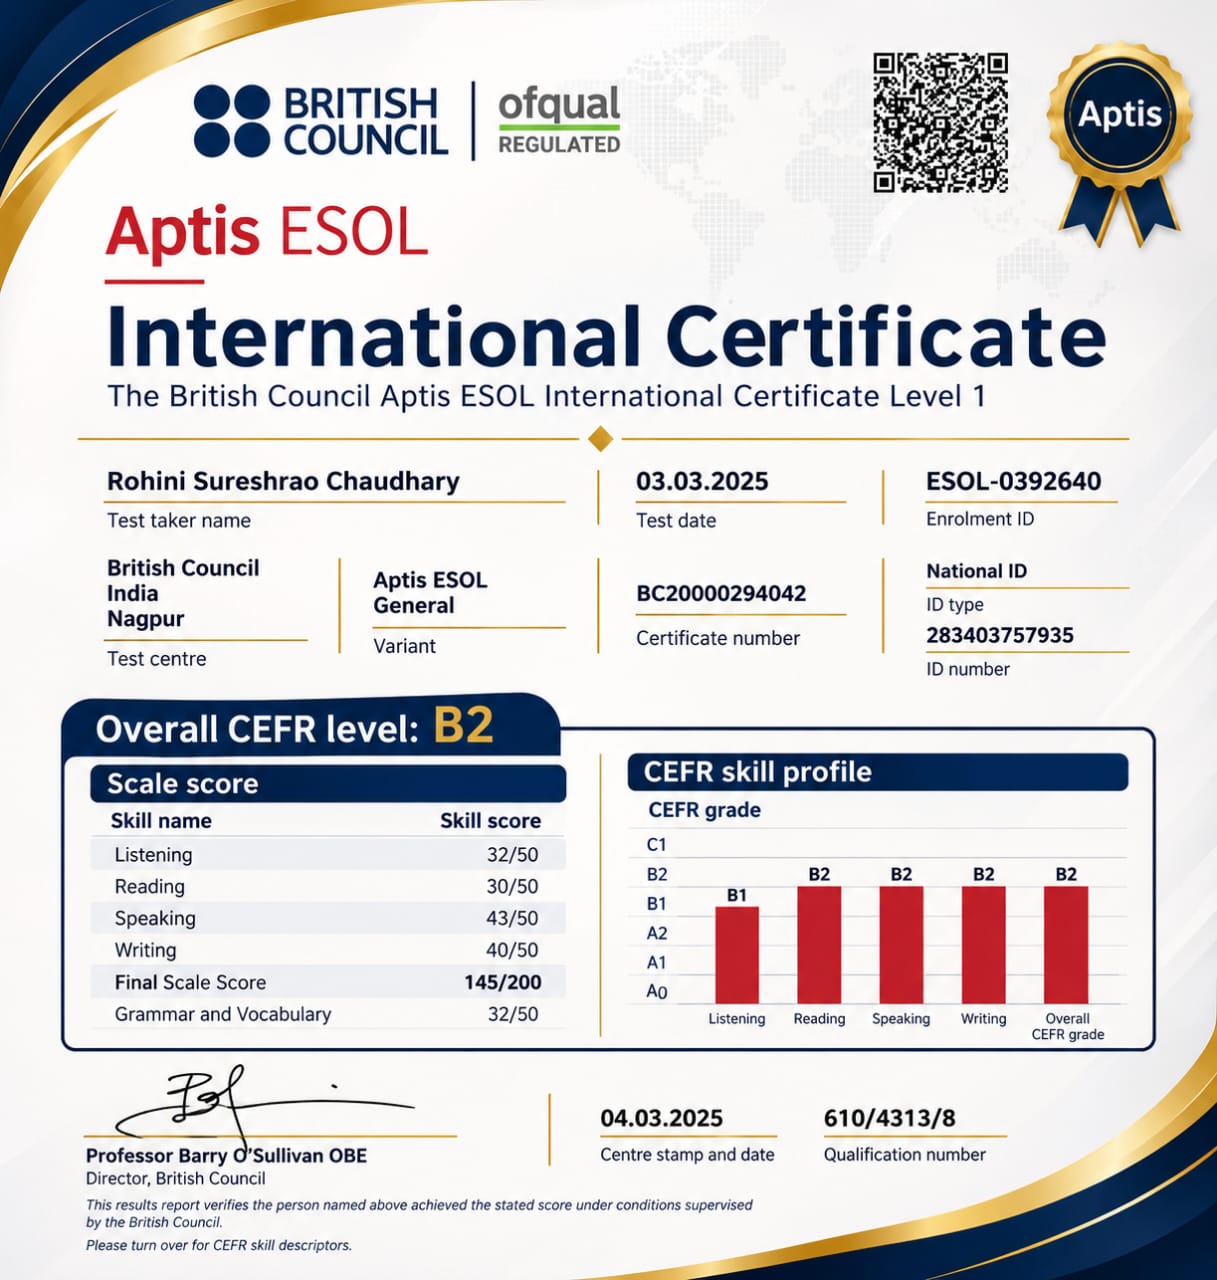 BRITISH
COUNCIL
ofqual
REGULATED
Aptis
Aptis ESOL
International Certificate
The British Council Aptis ESOL International Certificate Level 1
Rohini Sureshrao Chaudhary
Test taker name
03.03.2025
Test date
ESOL-0392640
Enrolment ID
British Council
India
Nagpur
Test centre
Aptis ESOL
General
Variant
BC20000294042
Certificate number
National ID
ID type
283403757935
ID number
Overall CEFR level: B2
Scale score
Skill name Skill score
Listening 32/50
Reading 30/50
Speaking 43/50
Writing 40/50
Final Scale Score 145/200
Grammar and Vocabulary 32/50
CEFR skill profile
CEFR grade
C1
B2
B1
A2
A1
A0
B1
B2
B2
B2
B2
Listening
Reading
Speaking
Writing
Overall
CEFR grade
Professor Barry O'Sullivan OBE
Director, British Council
04.03.2025
Centre stamp and date
610/4313/8
Qualification number
This results report verifies the person named above achieved the stated score under conditions supervised
by the British Council.
Please turn over for CEFR skill descriptors.